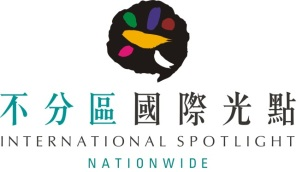 不分區國際光點
INTERNATIONAL SPOTLIGHT
NATIONWIDE